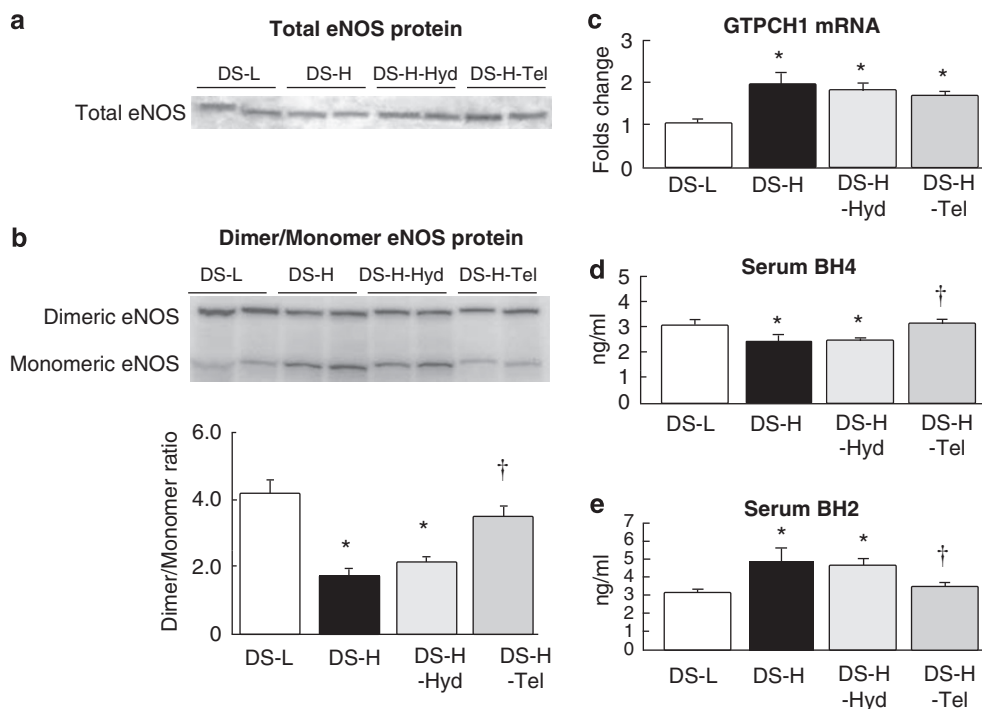 a
Total eNOS protein
DS-L DS-H DS-H-Hyd DS-H-Tel
Total eNOS
b
Dimer/Monomer eNOS protein
DS-L DS-H DS-H-Hyd DS-H-Tel
Dimeric eNOS
Monomeric eNOS
Dimer/Monomer ratio
6.0
4.0
2.0
0
* * †
DS-L DS-H DS-H DS-H
-Hyd -Tel
c
GTPCH1 mRNA
Folds change
3
2
1
0
* * *
DS-L DS-H DS-H DS-H
-Hyd -Tel
d
Serum BH4
ng/ml
5
4
3
2
1
0
* * †
DS-L DS-H DS-H DS-H
-Hyd -Tel
e
Serum BH2
ng/ml
7
6
5
4
3
2
1
0
* * †
DS-L DS-H DS-H DS-H
-Hyd -Tel